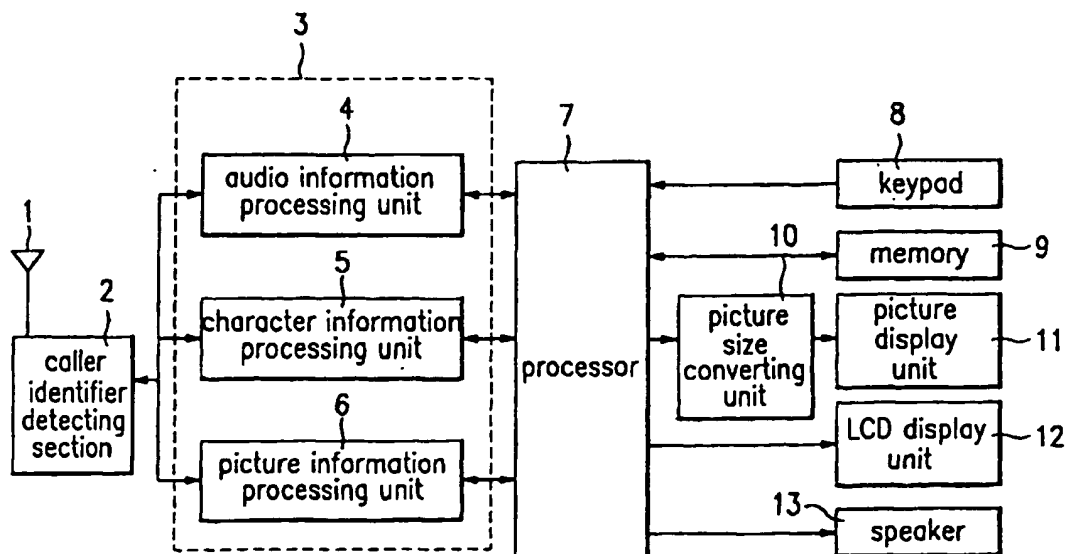 3
4
audio information
processing unit
5
character information
processing unit
6
picture information
processing unit
1
2
caller
identifier
detecting
section
7
processor
8
keypad
memory
9
10
picture
size
converting
unit
picture
display
unit
11
LCD display
unit
12
13
speaker